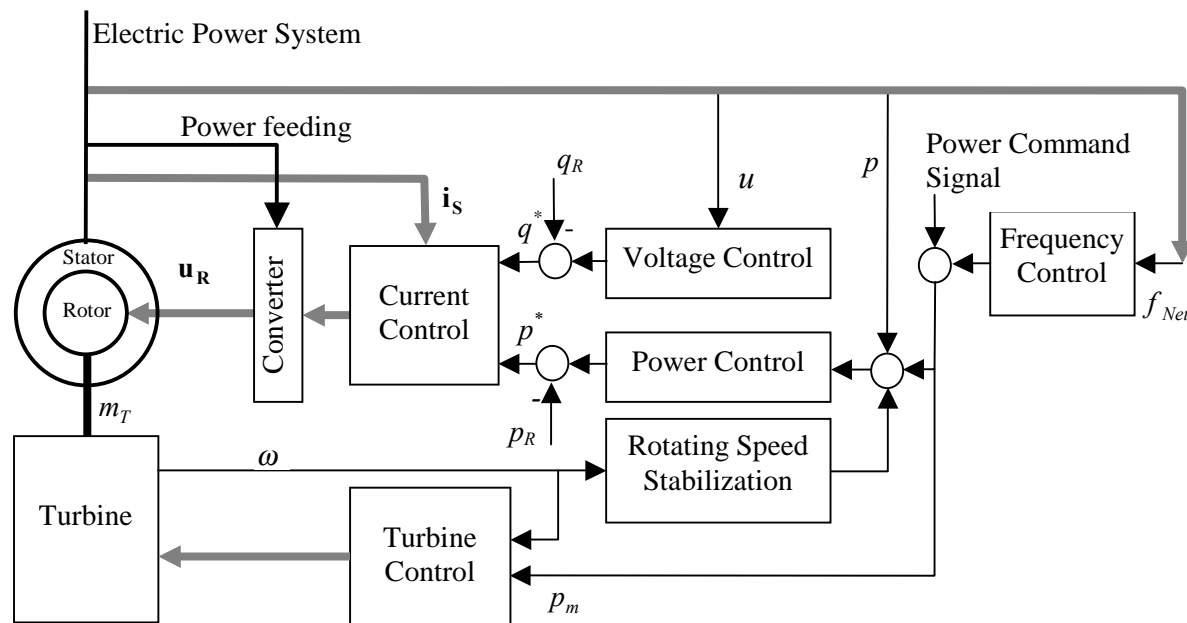 Electric Power System
Power feeding
Power Command
Signal
q_R
p
u
i_S
q*
-
Stator
Rotor
u_R
Converter
Current
Control
Voltage Control
Frequency
Control
f_Net
p*
Power Control
-
p_R
m_T
ω
Rotating Speed
Stabilization
Turbine
Turbine
Control
p_m